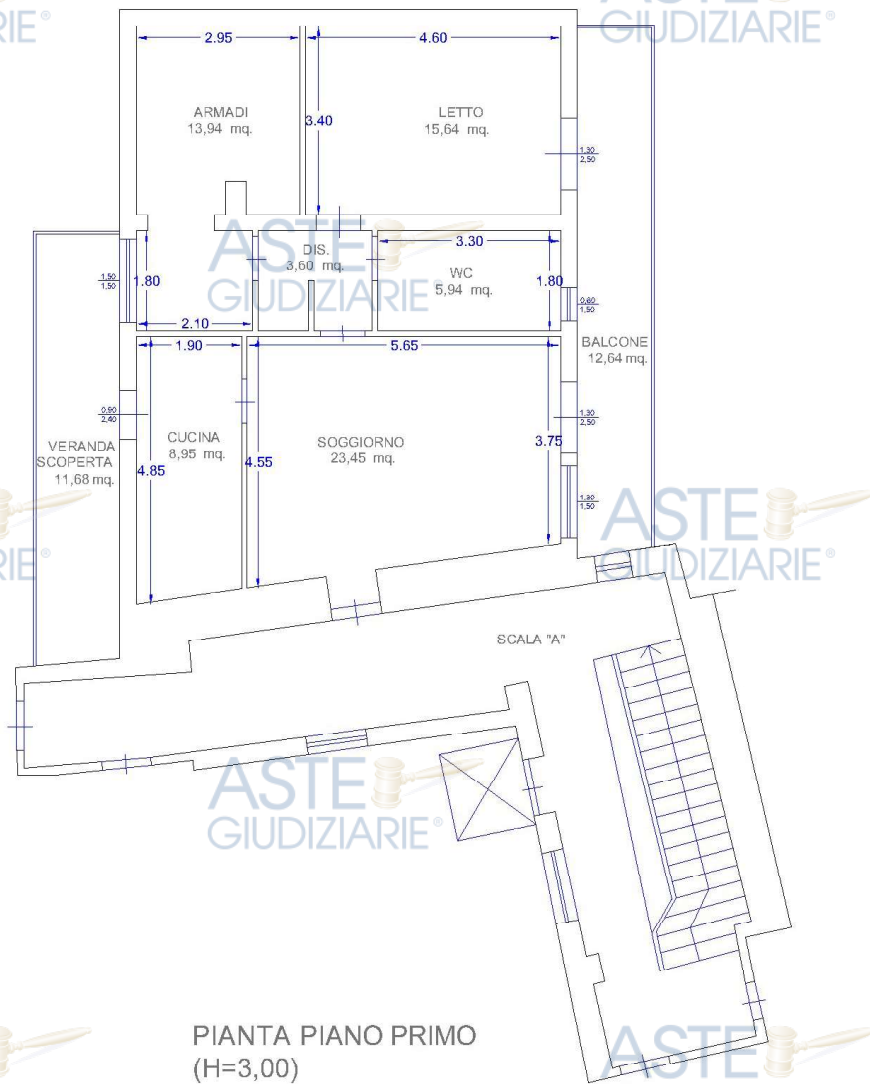 IE®
GIUDIZIARIE®
2.95
4.60
ARMADI
13,94 mq.
3.40
LETTO
15,64 mq.
1.30
2,50
ASTE
GIUDIZIARIE®
DIS.
3,60 mq.
3.30
WC
5,94 mq.
1.80
1.80
1.50
1,50
0.60
1,50
2.10
1.90
5.65
BALCONE
12,64 mq.
0.90
2,40
1.30
2,50
CUCINA
8,95 mq.
SOGGIORNO
23,45 mq.
3.75
VERANDA
SCOPERTA
11,68 mq.
4.85
4.55
1,50
ASTE
GIUDIZIARIE®
IE®
SCALA "A"
ASTE
GIUDIZIARIE®
PIANTA PIANO PRIMO
(H=3,00)
ASTE